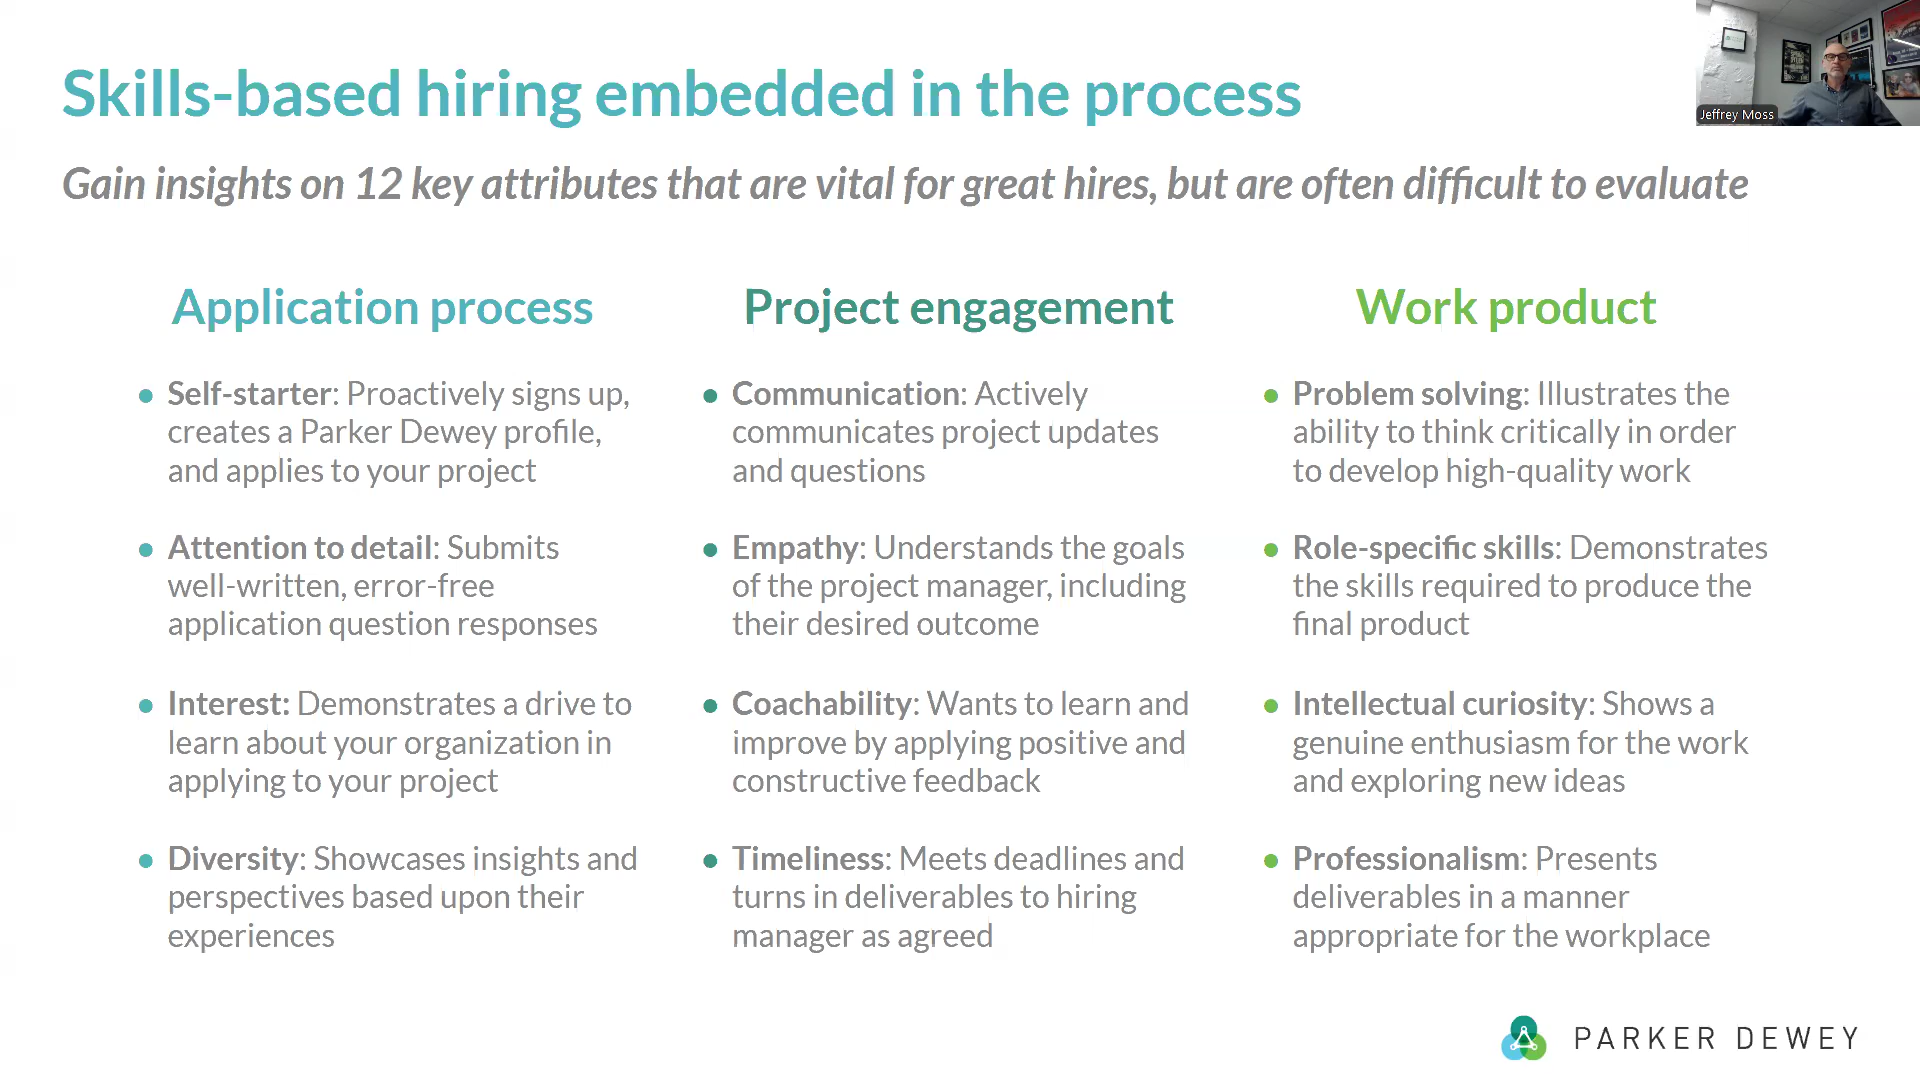 Skills-based hiring embedded in the process
Jeffrey Moss
Gain insights on 12 key attributes that are vital for great hires, but are often difficult to evaluate
Application process
● Self-starter: Proactively signs up,
creates a Parker Dewey profile,
and applies to your project
● Attention to detail: Submits
well-written, error-free
application question responses
● Interest: Demonstrates a drive to
learn about your organization in
applying to your project
● Diversity: Showcases insights and
perspectives based upon their
experiences
Project engagement
● Communication: Actively
communicates project updates
and questions
● Empathy: Understands the goals
of the project manager, including
their desired outcome
● Coachability: Wants to learn and
improve by applying positive and
constructive feedback
● Timeliness: Meets deadlines and
turns in deliverables to hiring
manager as agreed
Work product
● Problem solving: Illustrates the
ability to think critically in order
to develop high-quality work
● Role-specific skills: Demonstrates
the skills required to produce the
final product
● Intellectual curiosity: Shows a
genuine enthusiasm for the work
and exploring new ideas
● Professionalism: Presents
deliverables in a manner
appropriate for the workplace
PARKER DEWEY